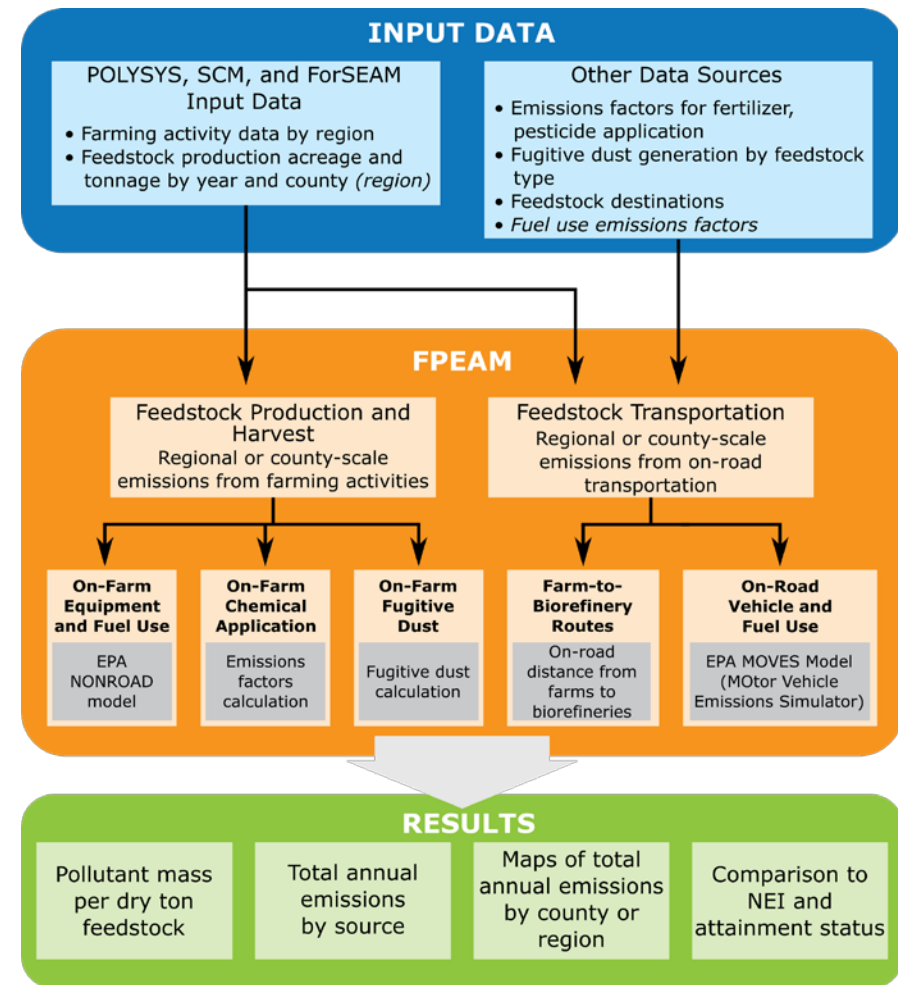 INPUT DATA
POLYSYS, SCM, and ForSEAM
Input Data
• Farming activity data by region
• Feedstock production acreage and
tonnage by year and county (region)
Other Data Sources
• Emissions factors for fertilizer,
pesticide application
• Fugitive dust generation by feedstock
type
• Feedstock destinations
• Fuel use emissions factors
FPEAM
Feedstock Production and
Harvest
Regional or county-scale
emissions from farming activities
Feedstock Transportation
Regional or county-scale
emissions from on-road
transportation
On-Farm
Equipment
and Fuel Use
EPA
NONROAD
model
On-Farm
Chemical
Application
Emissions
factors
calculation
On-Farm
Fugitive
Dust
Fugitive dust
calculation
Farm-to-
Biorefinery
Routes
On-road
distance from
farms to
biorefineries
On-Road
Vehicle and
Fuel Use
EPA MOVES Model
(MOtor Vehicle
Emissions Simulator)
RESULTS
Pollutant mass
per dry ton
feedstock
Total annual
emissions
by source
Maps of total
annual emissions
by county or
region
Comparison to
NEI and
attainment status